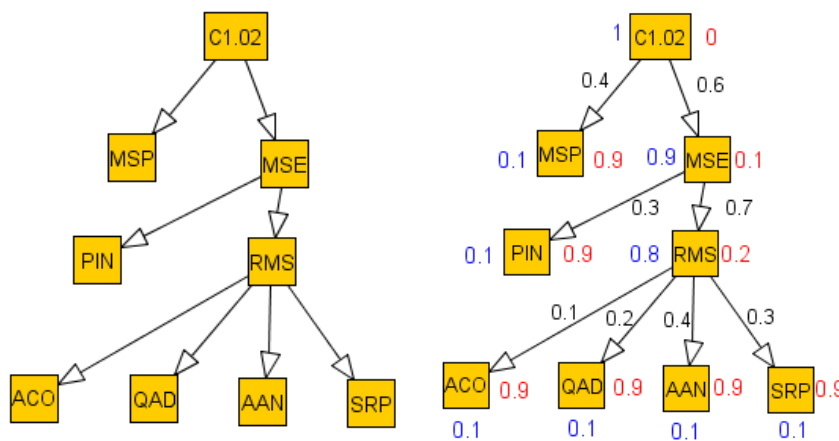 C1.02
MSP
MSE
PIN
RMS
ACO
QAD
AAN
SRP
1 C1.02 0
0.4 0.6
0.1 MSP 0.9 0.9 MSE 0.1
0.3 0.7
0.1 PIN 0.9 0.8 RMS 0.2
0.1 0.2 0.4 0.3
ACO 0.9 QAD 0.9 AAN 0.9 SRP 0.9
0.1 0.1 0.1 0.1